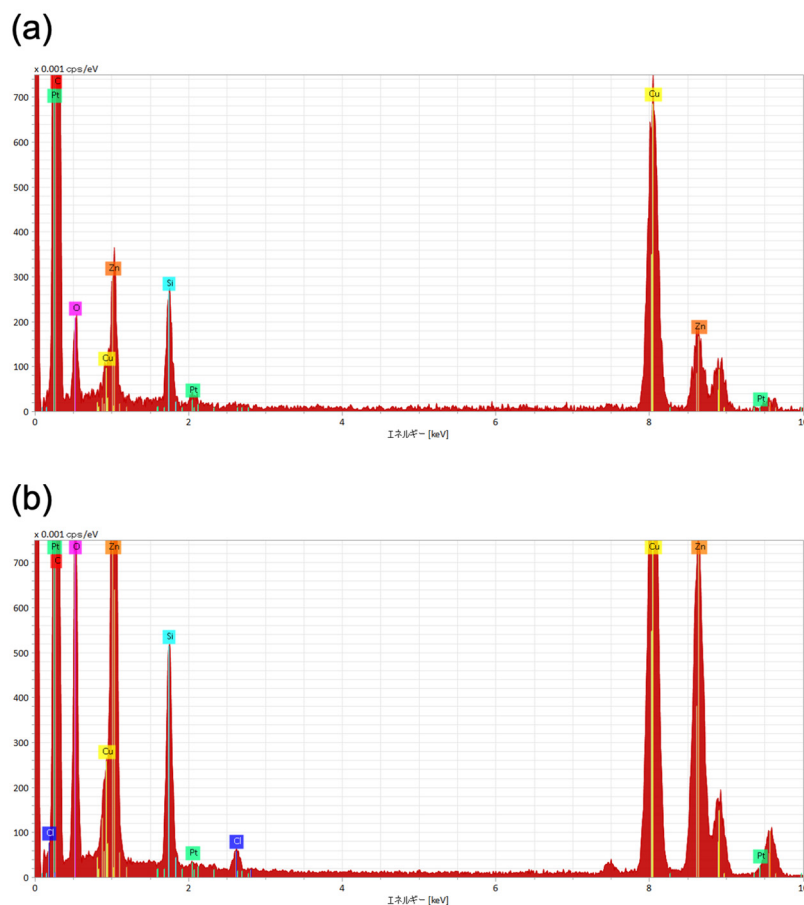 (a)
x 0.001 cps/eV
C
Pt
Cu
700
600
500
400
300
200
100
0
Zn
Si
O
Zn
Cu
Pt
Pt
0 2 4 6 8 10
エネルギー [keV]
(b)
x 0.001 cps/eV
Pt O Zn Cu Zn
C
700
600
500
400
300
200
100
0
Si
Cu
Cl
Cl
Pt
Pt
0 2 4 6 8 10
エネルギー [keV]